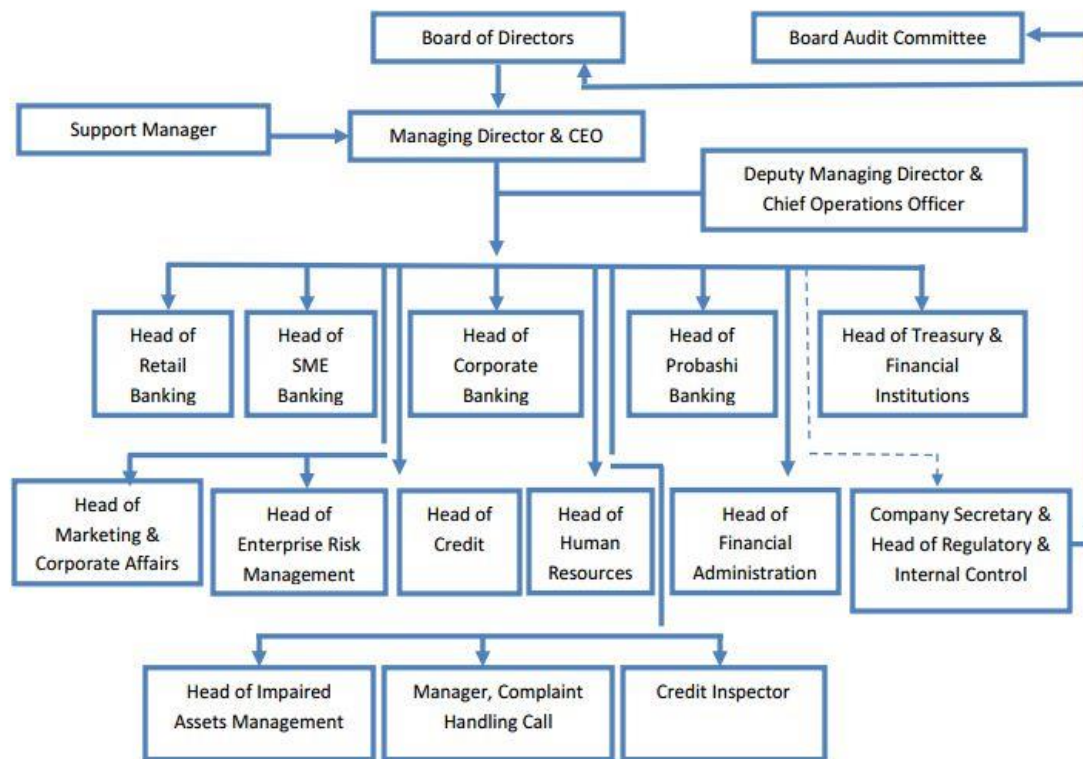 Board of Directors
Board Audit Committee
Support Manager
Managing Director & CEO
Deputy Managing Director &
Chief Operations Officer
Head of
Retail
Banking
Head of
SME
Banking
Head of
Corporate
Banking
Head of
Probashi
Banking
Head of Treasury &
Financial
Institutions
Head of
Marketing &
Corporate Affairs
Head of
Enterprise Risk
Management
Head of
Credit
Head of
Human
Resources
Head of
Financial
Administration
Company Secretary &
Head of Regulatory &
Internal Control
Head of Impaired
Assets Management
Manager, Complaint
Handling Call
Credit Inspector